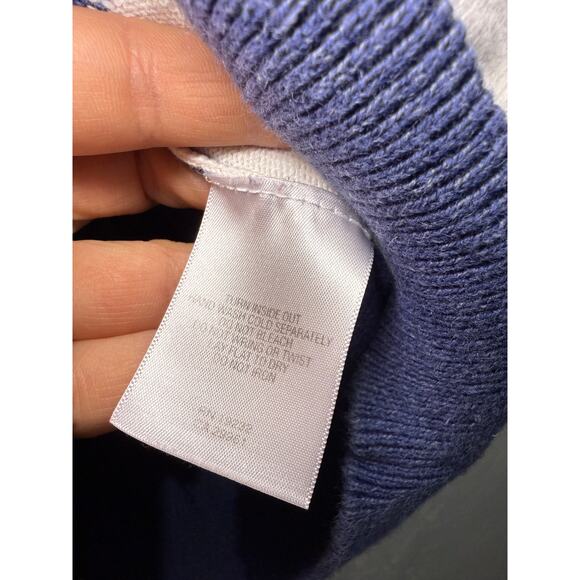 TURN INSIDE OUT
HAND WASH COLD SEPARATELY
DO NOT BLEACH
DO NOT WRING OR TWIST
LAY FLAT TO DRY
DO NOT IRON
RN
CA